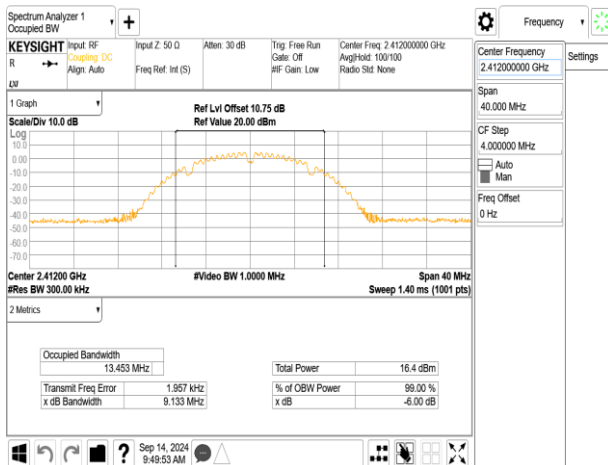 Spectrum Analyzer 1
Occupied BW
Frequency
KEYSIGHT
R
Input: RF
Coupling: DC
Align: Auto
Input Z: 50 Ω
Freq Ref: Int (S)
Atten: 30 dB
Trig: Free Run
Gate: Off
#IF Gain: Low
Center Freq: 2.412000000 GHz
Avg|Hold: 100/100
Radio Std: None
1 Graph
Scale/Div 10.0 dB
Ref Lvl Offset 10.75 dB
Ref Value 20.00 dBm
Log
10.0
0.00
-10.0
-20.0
-30.0
-40.0
-50.0
-60.0
-70.0
Center 2.41200 GHz
#Res BW 300.00 kHz
#Video BW 1.0000 MHz
Span 40 MHz
Sweep 1.40 ms (1001 pts)
2 Metrics
Occupied Bandwidth
13.453 MHz
Transmit Freq Error 1.957 kHz
x dB Bandwidth 9.133 MHz
Total Power 16.4 dBm
% of OBW Power 99.00 %
x dB -6.00 dB
Center Frequency
2.412000000 GHz
Settings
Span
40.000 MHz
CF Step
4.000000 MHz
Auto
Man
Freq Offset
0 Hz
?
Sep 14, 2024
9:49:53 AM